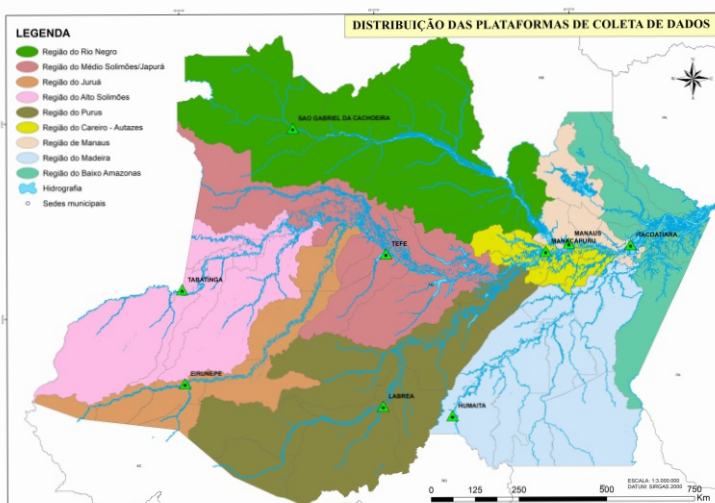 DISTRIBUIÇÃO DAS PLATAFORMAS DE COLETA DE DADOS
LEGENDA
Região do Rio Negro
Região do Médio Solimões/Japurá
Região do Juruá
Região do Alto Solimões
Região do Purus
Região do Careiro - Autazes
Região de Manaus
Região do Madeira
Região do Baixo Amazonas
Hidrografia
Sedes municipais
SAO GABRIEL DA CACHOEIRA
MANAUS
ITACOATIARA
MANACAPURU
TEFE
TABATINGA
EIRUNEPE
LABREA
HUMAITA
ESCALA: 1:3.000.000
DATUM: SIRGAS 2000
0 125 250 500 750
Km